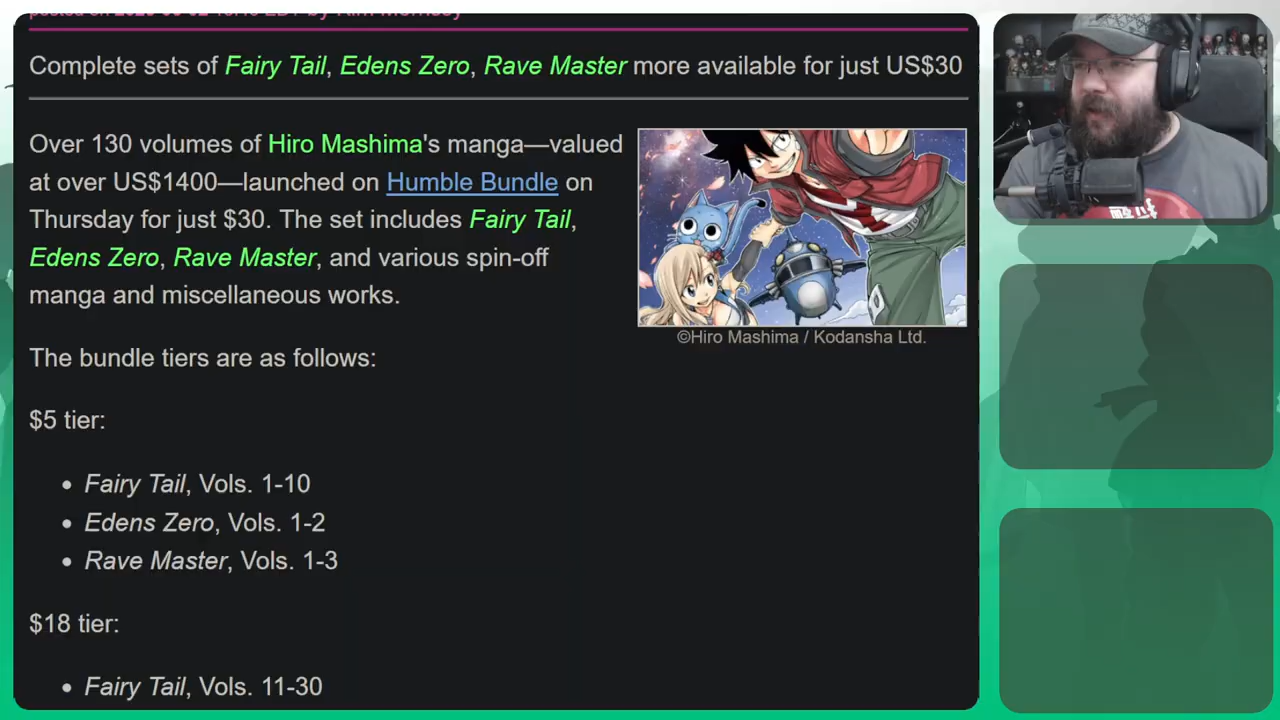 Complete sets of Fairy Tail, Edens Zero, Rave Master more available for just US$30
Over 130 volumes of Hiro Mashima's manga—valued
at over US$1400—launched on Humble Bundle on
Thursday for just $30. The set includes Fairy Tail,
Edens Zero, Rave Master, and various spin-off
manga and miscellaneous works.
©Hiro Mashima / Kodansha Ltd.
The bundle tiers are as follows:
$5 tier:
• Fairy Tail, Vols. 1-10
• Edens Zero, Vols. 1-2
• Rave Master, Vols. 1-3
$18 tier:
• Fairy Tail, Vols. 11-30